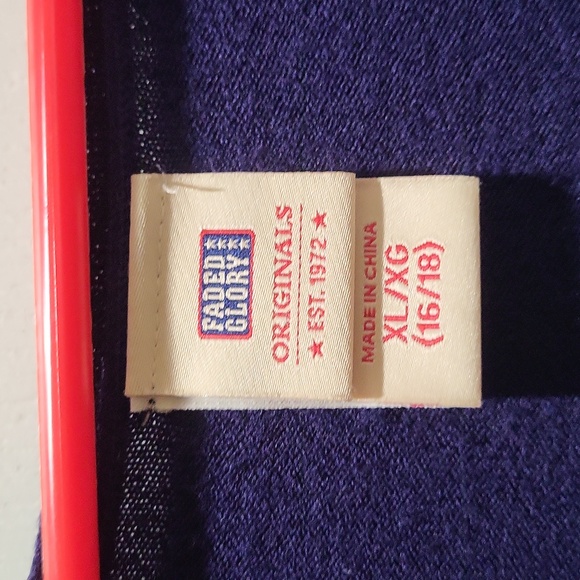 FADED
GLORY
ORIGINALS
★ EST. 1972 ★
MADE IN CHINA
XL/XG
(16/18)